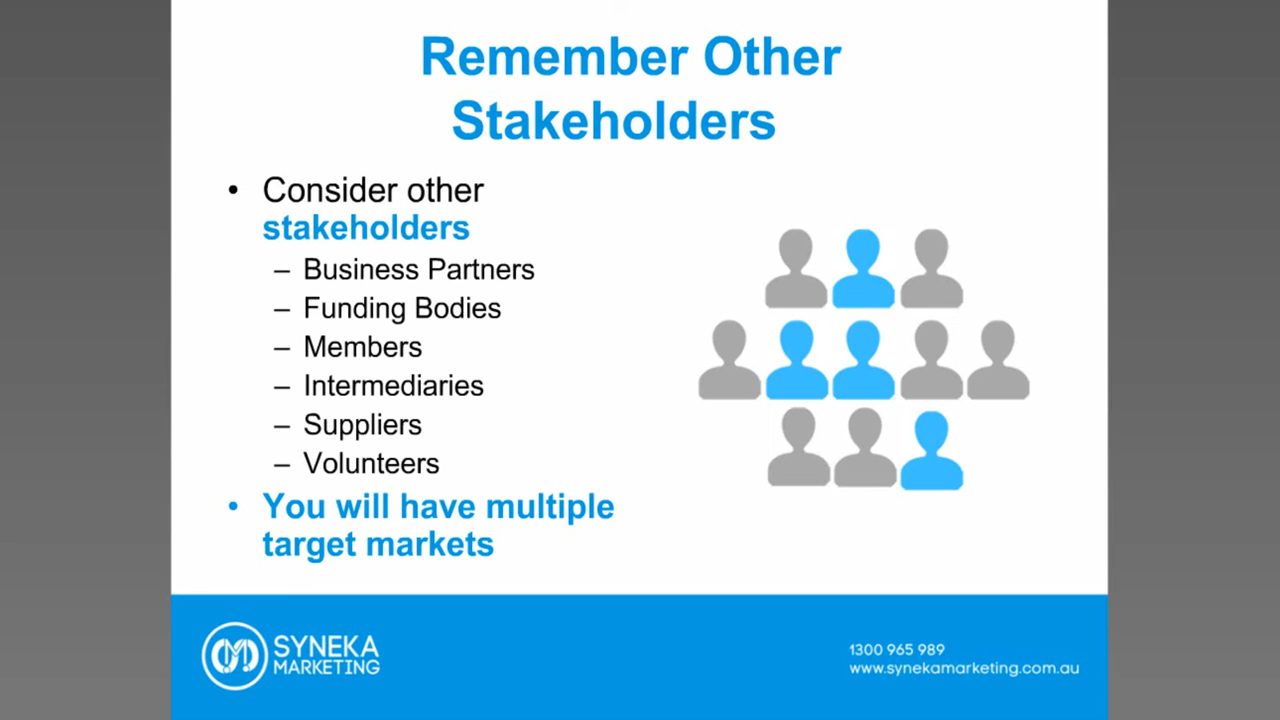 Remember Other
Stakeholders
• Consider other
stakeholders
– Business Partners
– Funding Bodies
– Members
– Intermediaries
– Suppliers
– Volunteers
• You will have multiple
target markets
SYNEKA
MARKETING
1300 965 989
www.synekamarketing.com.au